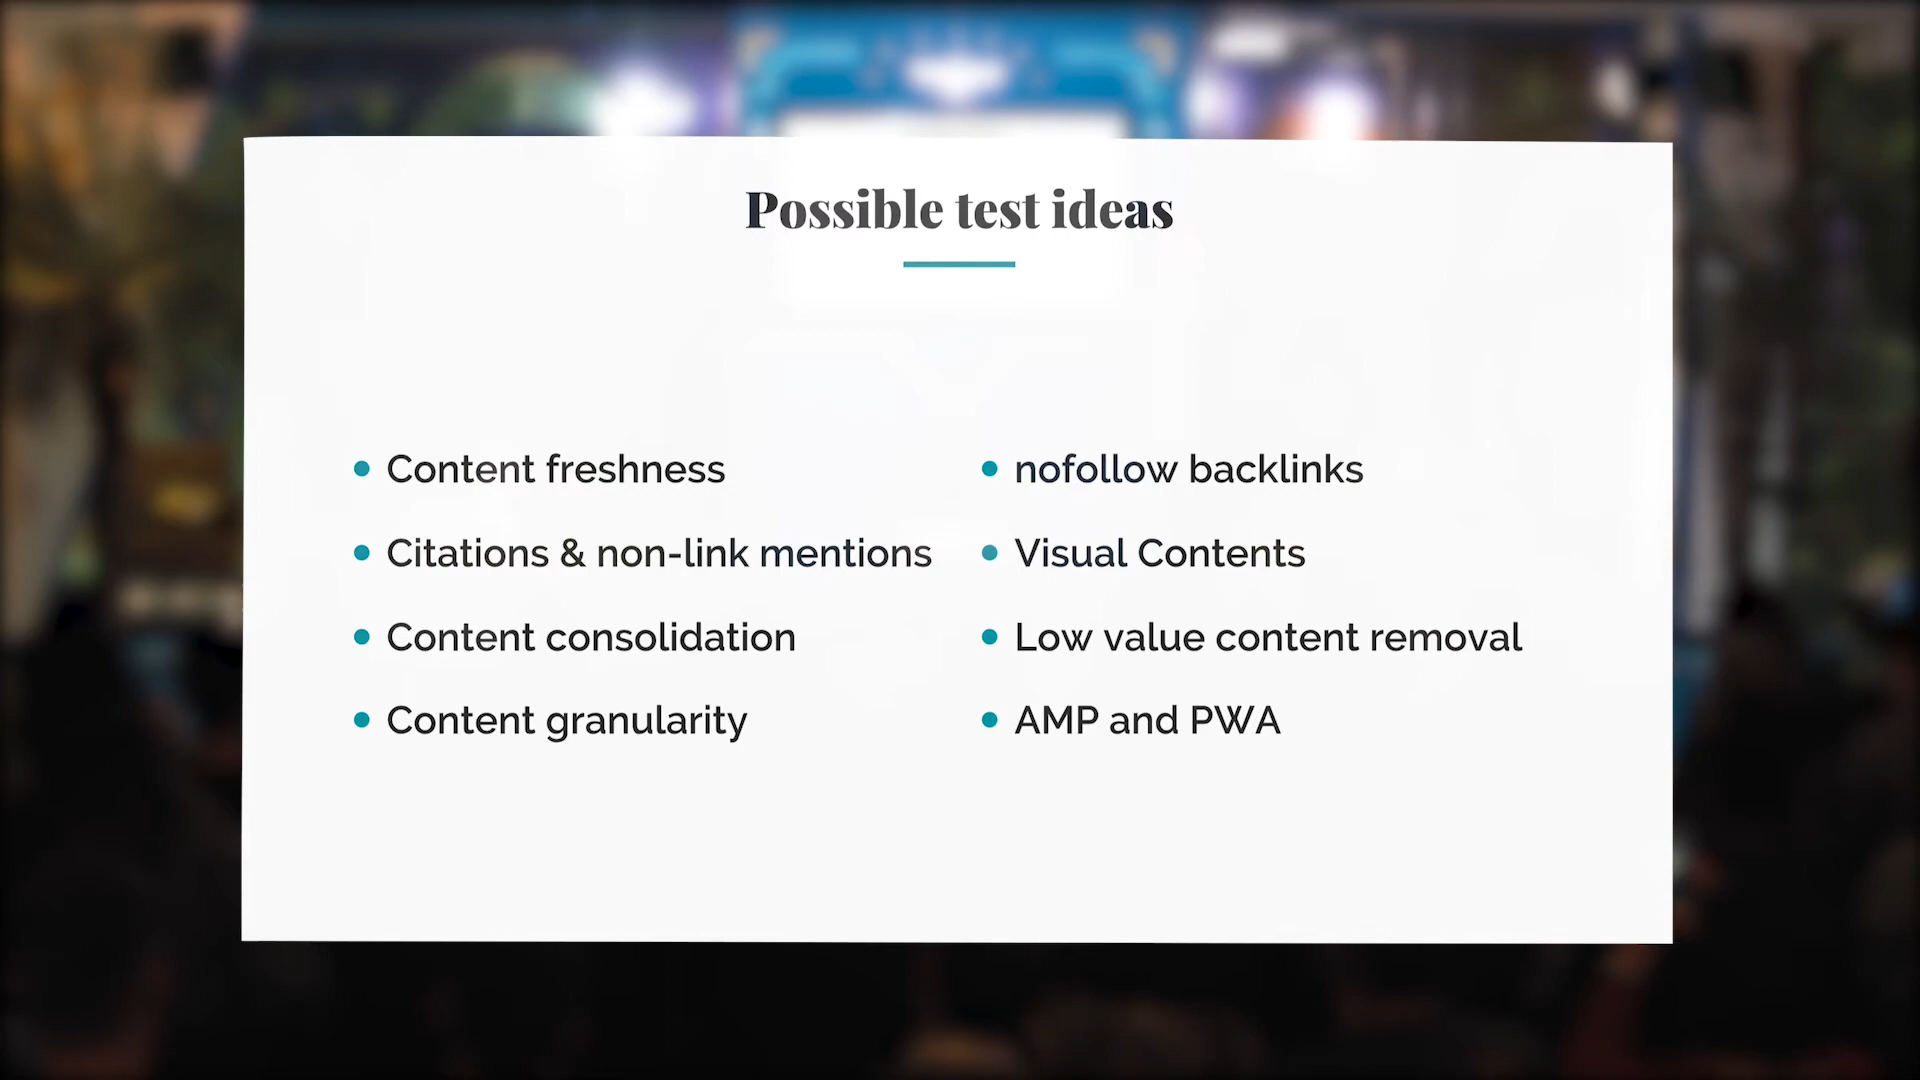 Possible test ideas
Content freshness
Citations & non-link mentions
Content consolidation
Content granularity
nofollow backlinks
Visual Contents
Low value content removal
AMP and PWA